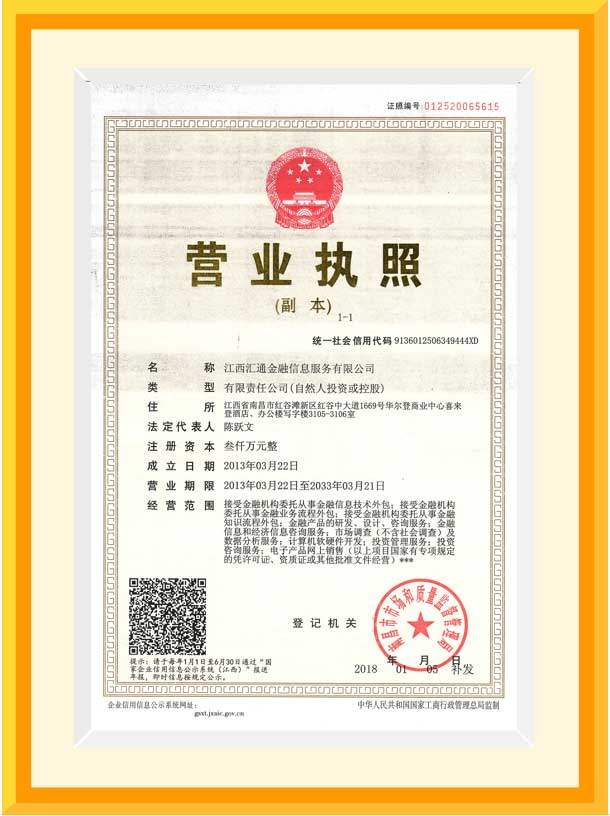 证照编号:012520065615
营业执照
(副 本) 1-1
统一社会信用代码 9136012506349444XD
名 称 江西汇通金融信息服务有限公司
类 型 有限责任公司(自然人投资或控股)
住 所 江西省南昌市红谷滩新区红谷中大道1669号华尔登商业中心喜来
登酒店、办公楼写字楼3105-3106室
法定代表人 陈跃文
注册资本 叁仟万元整
成立日期 2013年03月22日
营业期限 2013年03月22日至2033年03月21日
经营范围 接受金融机构委托从事金融信息技术外包；接受金融机构
委托从事金融业务流程外包；接受金融机构委托从事金融
知识流程外包；金融产品的研发、设计、咨询服务；金融
信息和经济信息咨询服务；市场调查（不含社会调查）及
数据分析服务；计算机软硬件开发；投资管理服务；投资
咨询服务；电子产品网上销售（以上项目国家有专项规定
的凭许可证、资质证或其他批准文件经营）***
登记机关
南昌市市场和质量监督管理局
2018 年 01 月 05 日 补发
提示：请于每年1月1日至6月30日通过“国
家企业信用信息公示系统（江西）”报送
年报，即时信息按规定公示。
企业信用信息公示系统网址：
gsxt.jxaic.gov.cn
中华人民共和国国家工商行政管理总局监制